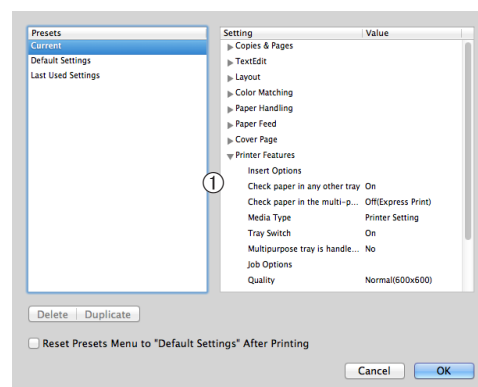 Presets
Current
Default Settings
Last Used Settings
Setting Value
Copies & Pages
TextEdit
Layout
Color Matching
Paper Handling
Paper Feed
Cover Page
Printer Features
Insert Options
①
Check paper in any other tray On
Check paper in the multi-p... Off(Express Print)
Media Type Printer Setting
Tray Switch On
Multipurpose tray is handle... No
Job Options
Quality Normal(600x600)
Delete Duplicate
Reset Presets Menu to "Default Settings" After Printing
Cancel OK